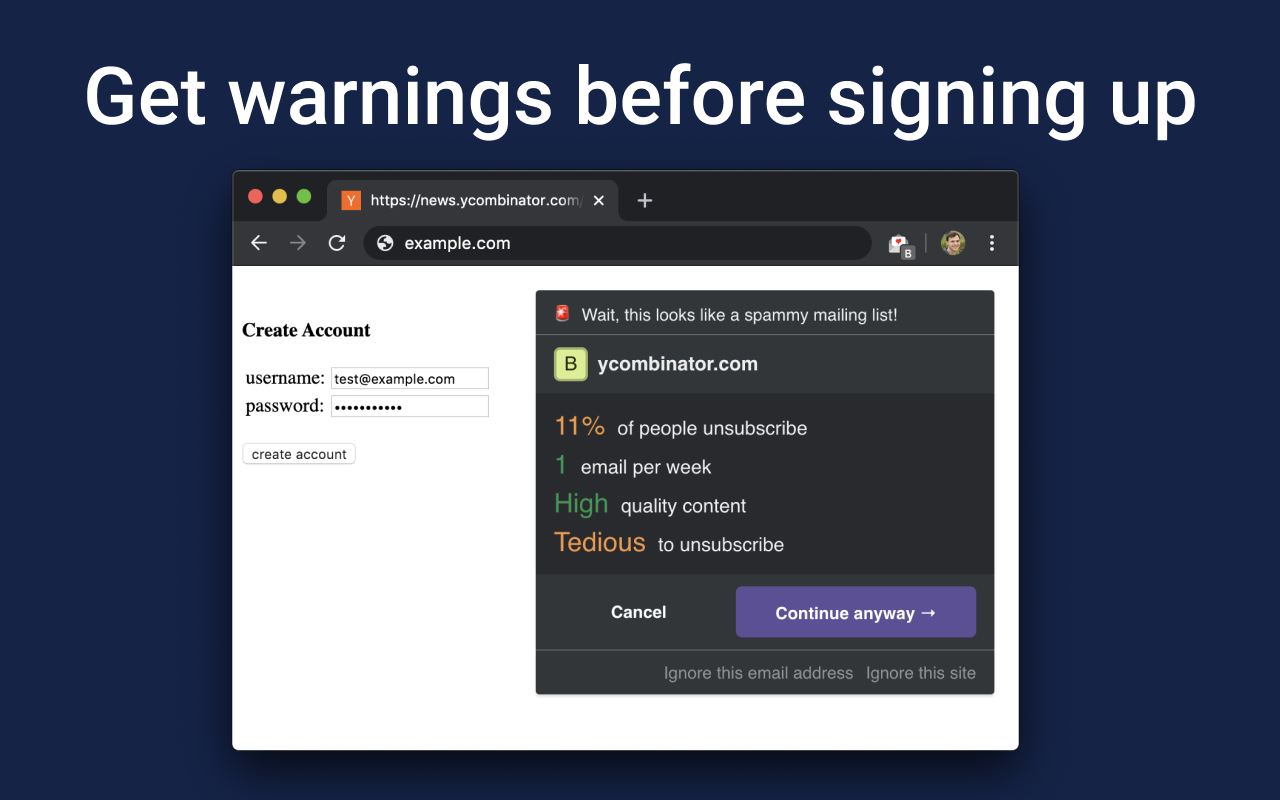 Get warnings before signing up
Y https://news.ycombinator.com/
example.com
B
Create Account
username: test@example.com
password: •••••••••••
create account
Wait, this looks like a spammy mailing list!
B ycombinator.com
11% of people unsubscribe
1 email per week
High quality content
Tedious to unsubscribe
Cancel Continue anyway →
Ignore this email address Ignore this site